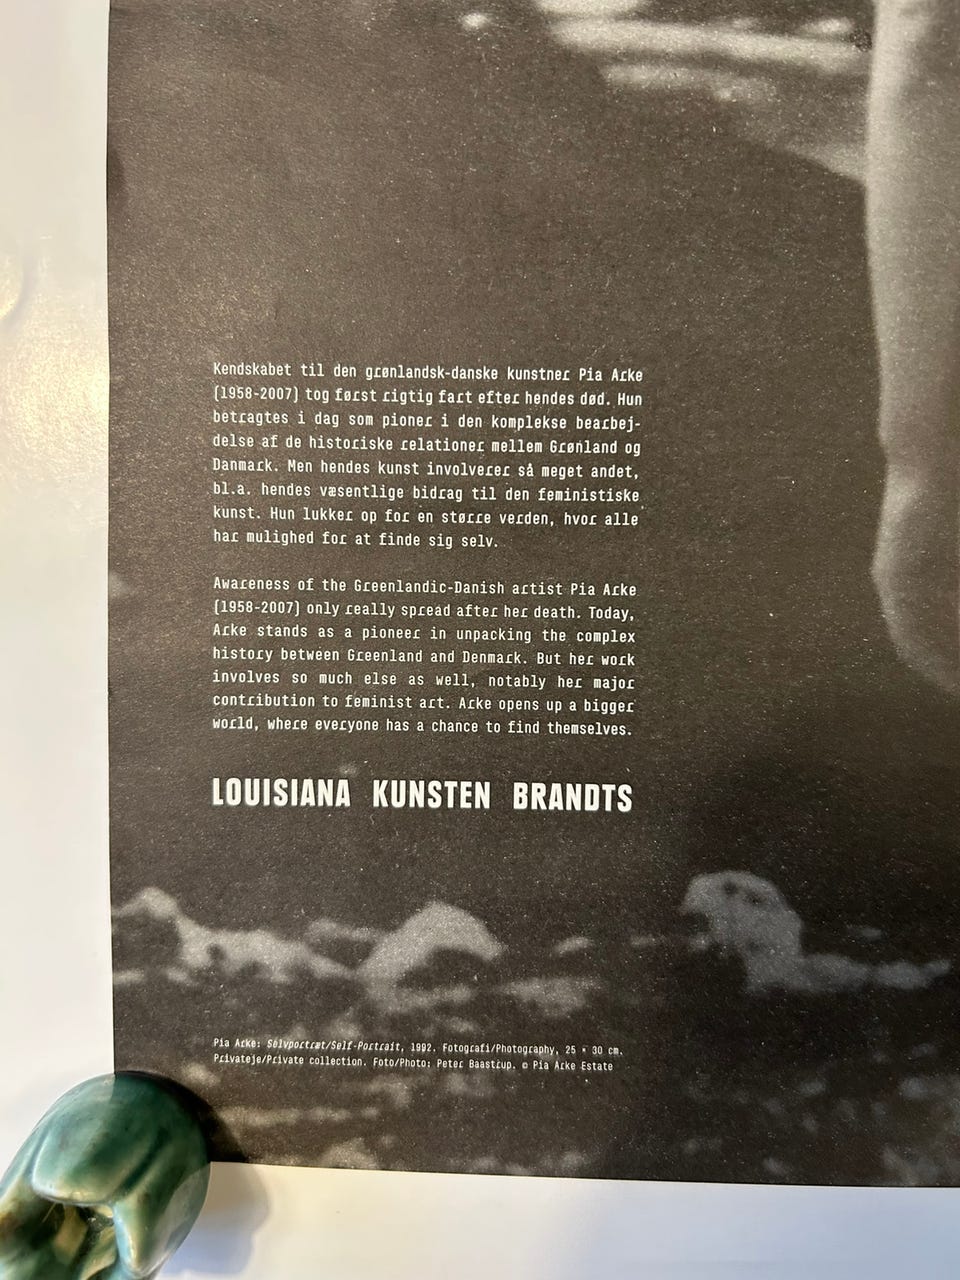 Kendskabet til den grønlandsk-danske kunstner Pia Arke
(1958-2007) tog først rigtig fart efter hendes død. Hun
betragtes i dag som pioner i den komplekse bearbej-
delse af de historiske relationer mellem Grønland og
Danmark. Men hendes kunst involverer så meget andet,
bl.a. hendes væsentlige bidrag til den feministiske
kunst. Hun lukker op for en større verden, hvor alle
har mulighed for at finde sig selv.
Awareness of the Greenlandic-Danish artist Pia Arke
(1958-2007) only really spread after her death. Today,
Arke stands as a pioneer in unpacking the complex
history between Greenland and Denmark. But her work
involves so much else as well, notably her major
contribution to feminist art. Arke opens up a bigger
world, where everyone has a chance to find themselves.
LOUISIANA KUNSTEN BRANDTS
Pia Arke: Selvportræt/Self-Portrait, 1992. Fotografi/Photography, 25 × 30 cm.
Privateje/Private collection. Foto/Photo: Peter Baastrup. © Pia Arke Estate